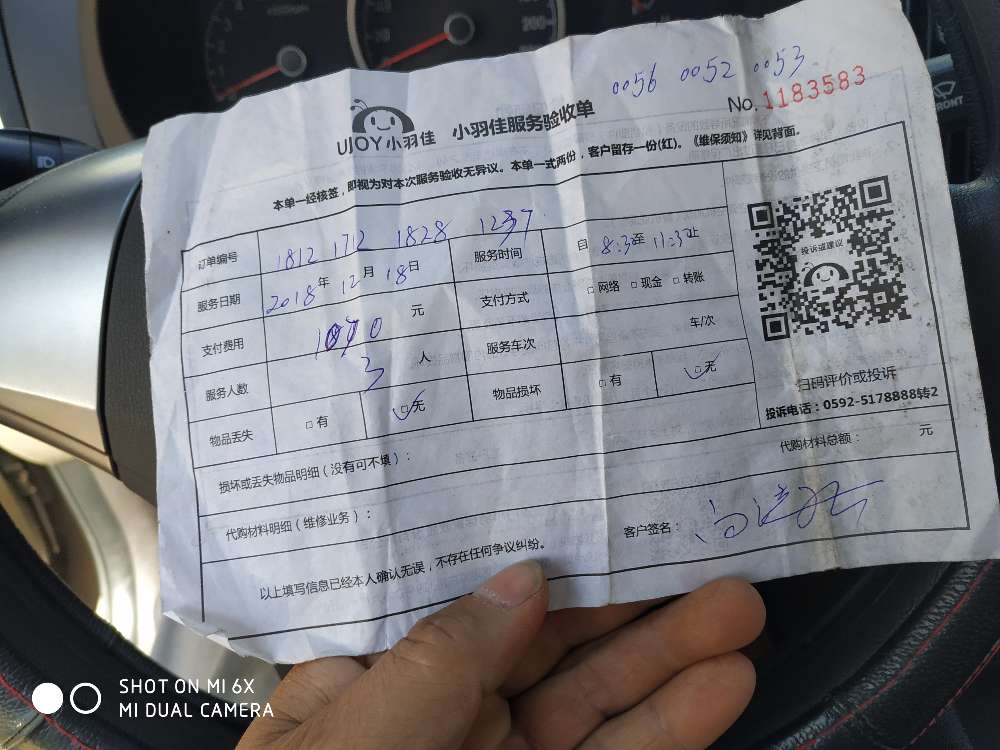 0056 0052 0053
UJOY小羽佳 小羽佳服务验收单 No. 1183583
本单一经核签，即视为对本次服务验收无异议。本单一式两份，客户留存一份(红)。《维保须知》详见背面。
订单编号 1812 1712 1828 1237
服务日期 2018年12月18日 服务时间 自 8:3至 11:3止
支付费用 元 支付方式 □网络 □现金 □转账
服务人数 3 人 服务车次 车/次
物品丢失 □有 □无 物品损坏 □有 □无
投诉或建议
扫码评价或投诉
投诉电话：0592-5178888转2
损坏或丢失物品明细（没有可不填）：
代购材料明细（维修业务）： 代购材料总额： 元
以上填写信息已经本人确认无误，不存在任何争议纠纷。 客户签名：
FRONT
SHOT ON MI 6X
MI DUAL CAMERA